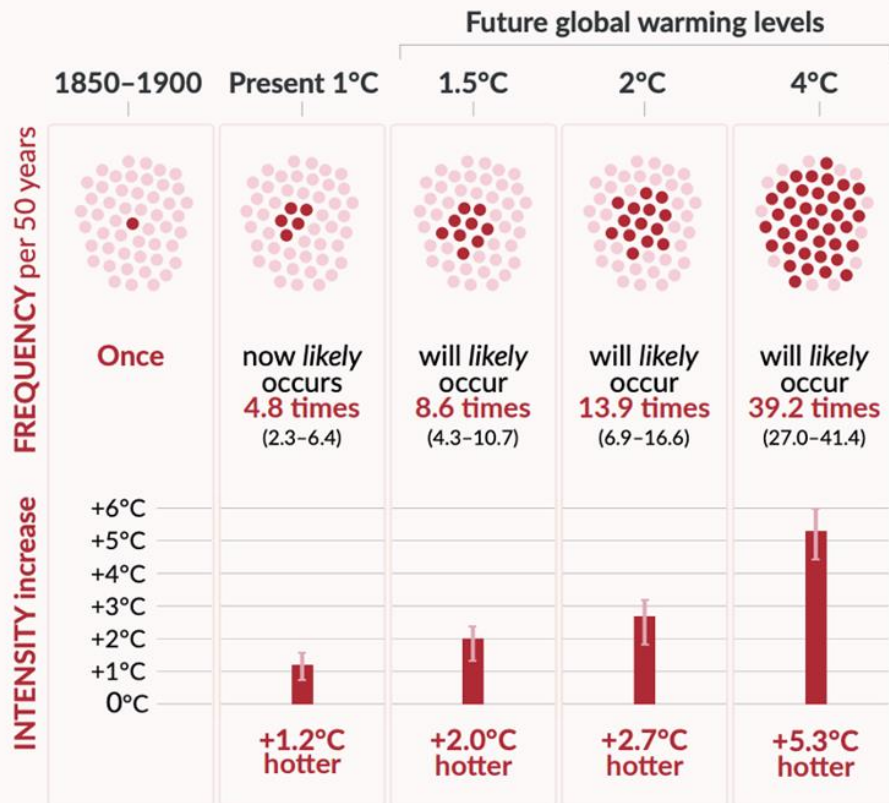 Future global warming levels
1850–1900
Present 1°C
1.5°C
2°C
4°C
FREQUENCY per 50 years
Once
now likely
occurs
4.8 times
(2.3–6.4)
will likely
occur
8.6 times
(4.3–10.7)
will likely
occur
13.9 times
(6.9–16.6)
will likely
occur
39.2 times
(27.0–41.4)
INTENSITY increase
+6°C
+5°C
+4°C
+3°C
+2°C
+1°C
0°C
+1.2°C
hotter
+2.0°C
hotter
+2.7°C
hotter
+5.3°C
hotter